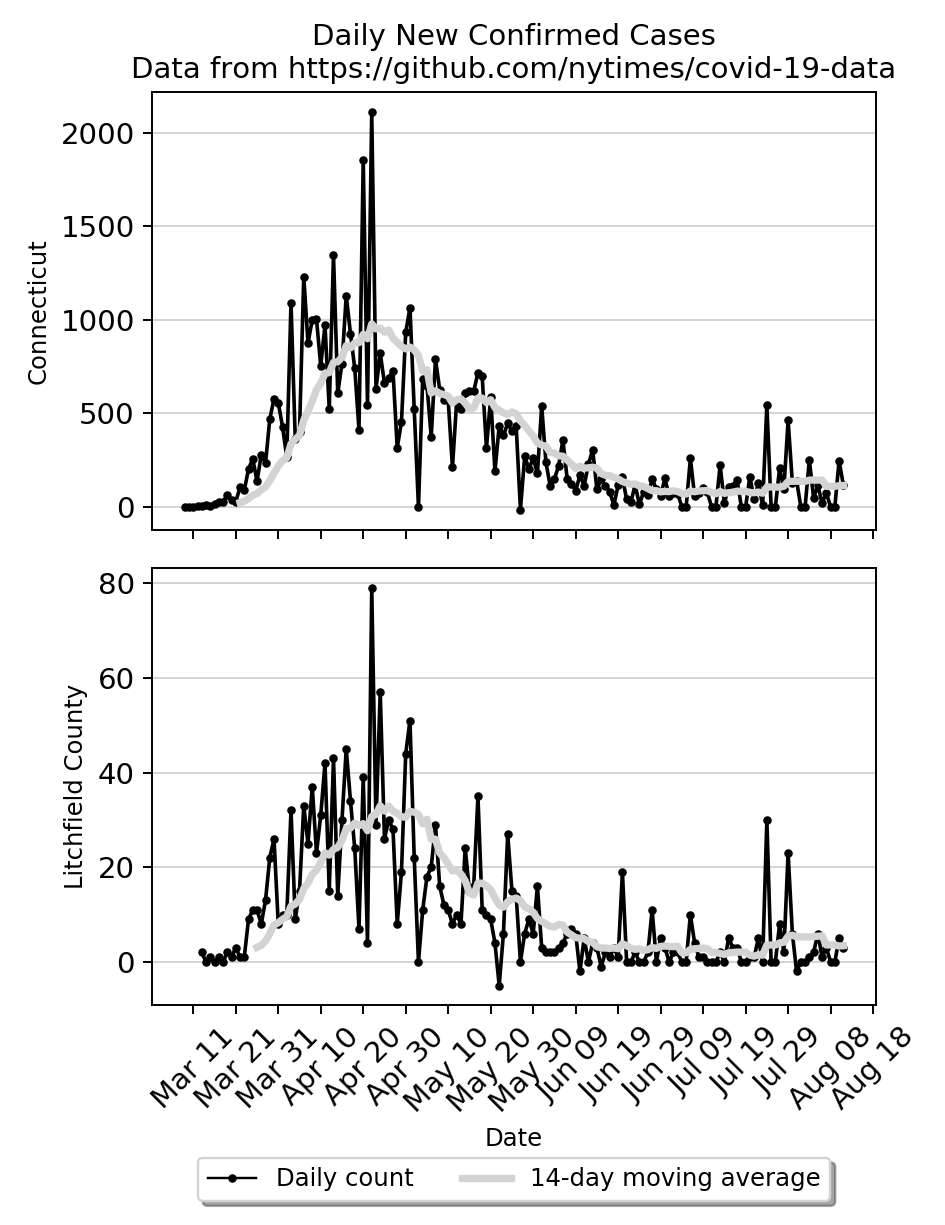 Daily New Confirmed Cases
Data from https://github.com/nytimes/covid-19-data
Connecticut
2000
1500
1000
500
0
Litchfield County
80
60
40
20
0
Mar 11
Mar 21
Mar 31
Apr 10
Apr 20
Apr 30
May 10
May 20
May 30
Jun 09
Jun 19
Jun 29
Jul 09
Jul 19
Jul 29
Aug 08
Aug 18
Date
Daily count
14-day moving average